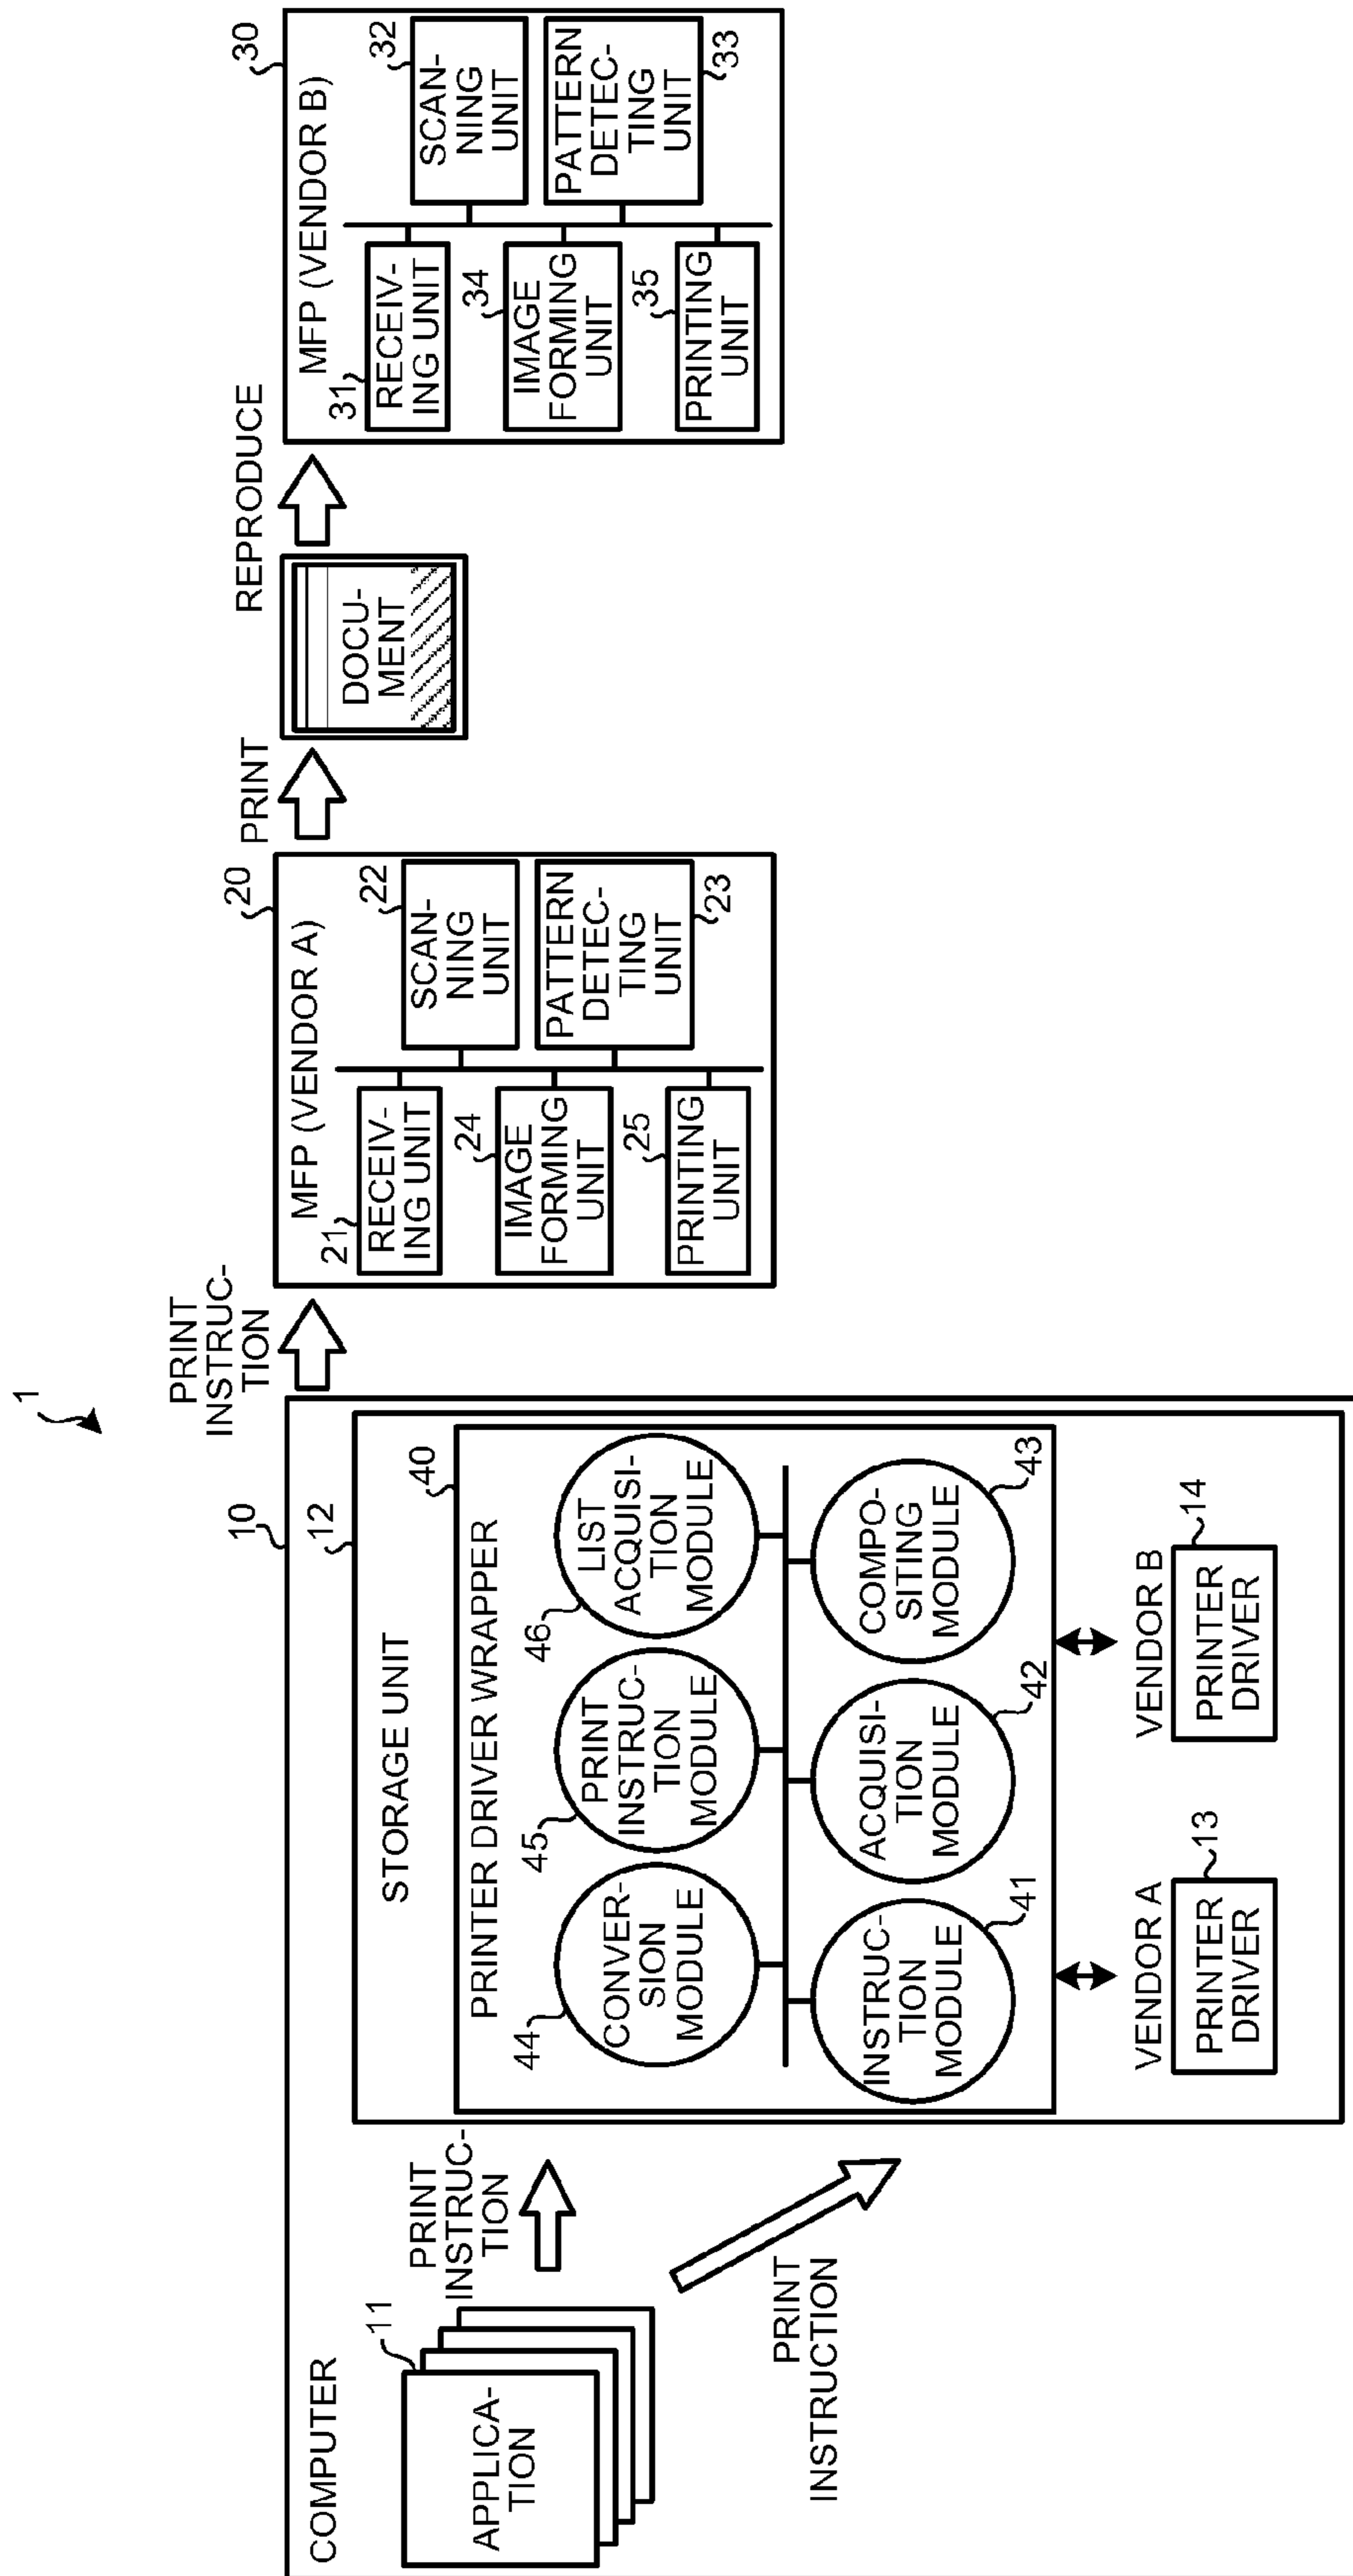 1
COMPUTER
10
11
APPLICA-
TION
PRINT
INSTRUC-
TION
PRINT
INSTRUCTION
12
STORAGE UNIT
40
PRINTER DRIVER WRAPPER
44
CONVER-
SION
MODULE
45
PRINT
INSTRUC-
TION
MODULE
46
LIST
ACQUISI-
TION
MODULE
INSTRUC-
TION
MODULE
41
ACQUISI-
TION
MODULE
42
COMPO-
SITING
MODULE
43
VENDOR A
13
PRINTER
DRIVER
VENDOR B
14
PRINTER
DRIVER
PRINT
INSTRUC-
TION
20
MFP (VENDOR A)
21
RECEIV-
ING UNIT
22
SCAN-
NING
UNIT
24
IMAGE
FORMING
UNIT
PATTERN
DETEC-
TING
UNIT
23
25
PRINTING
UNIT
PRINT
DOCU-
MENT
REPRODUCE
30
MFP (VENDOR B)
31
RECEIV-
ING UNIT
32
SCAN-
NING
UNIT
34
IMAGE
FORMING
UNIT
PATTERN
DETEC-
TING
UNIT
33
35
PRINTING
UNIT